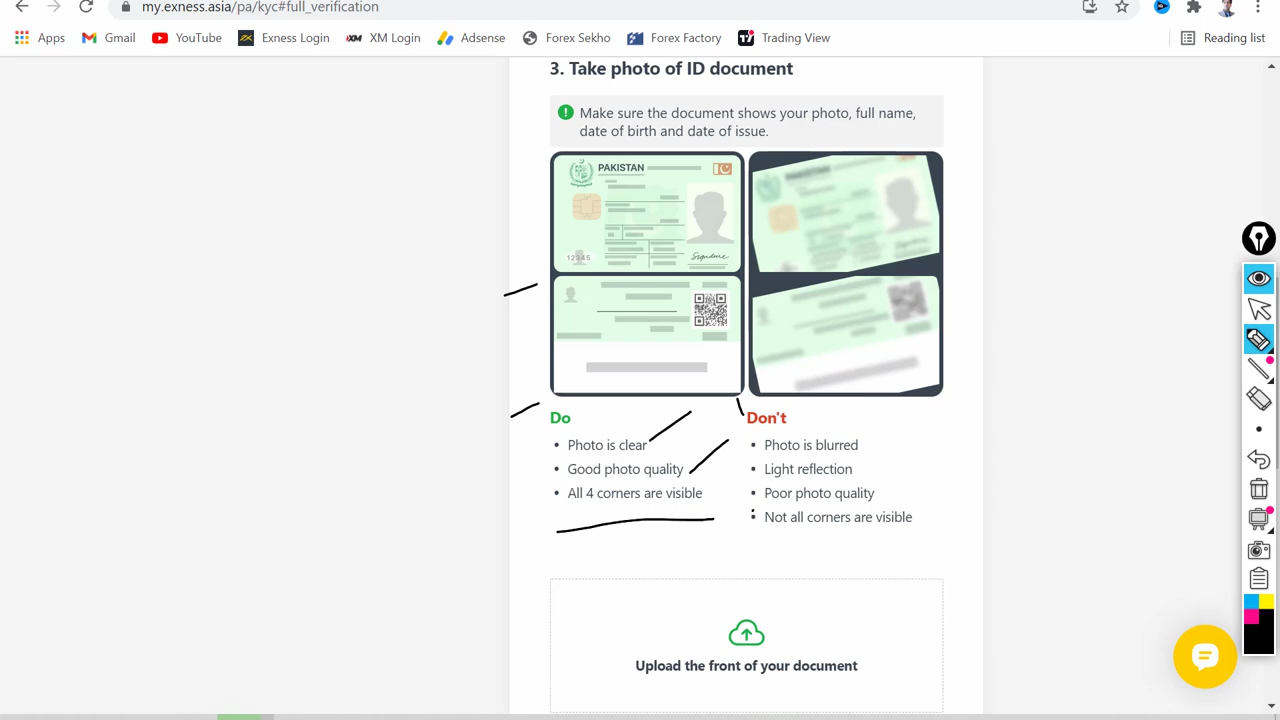 my.exness.asia/pa/kyc#full_verification
Apps Gmail YouTube Exness Login XM XM Login Adsense Forex Sekho Forex Factory Trading View Reading list
3. Take photo of ID document
Make sure the document shows your photo, full name,
date of birth and date of issue.
PAKISTAN
12345
Signature
Do
Photo is clear
Good photo quality
All 4 corners are visible
Don't
Photo is blurred
Light reflection
Poor photo quality
Not all corners are visible
Upload the front of your document